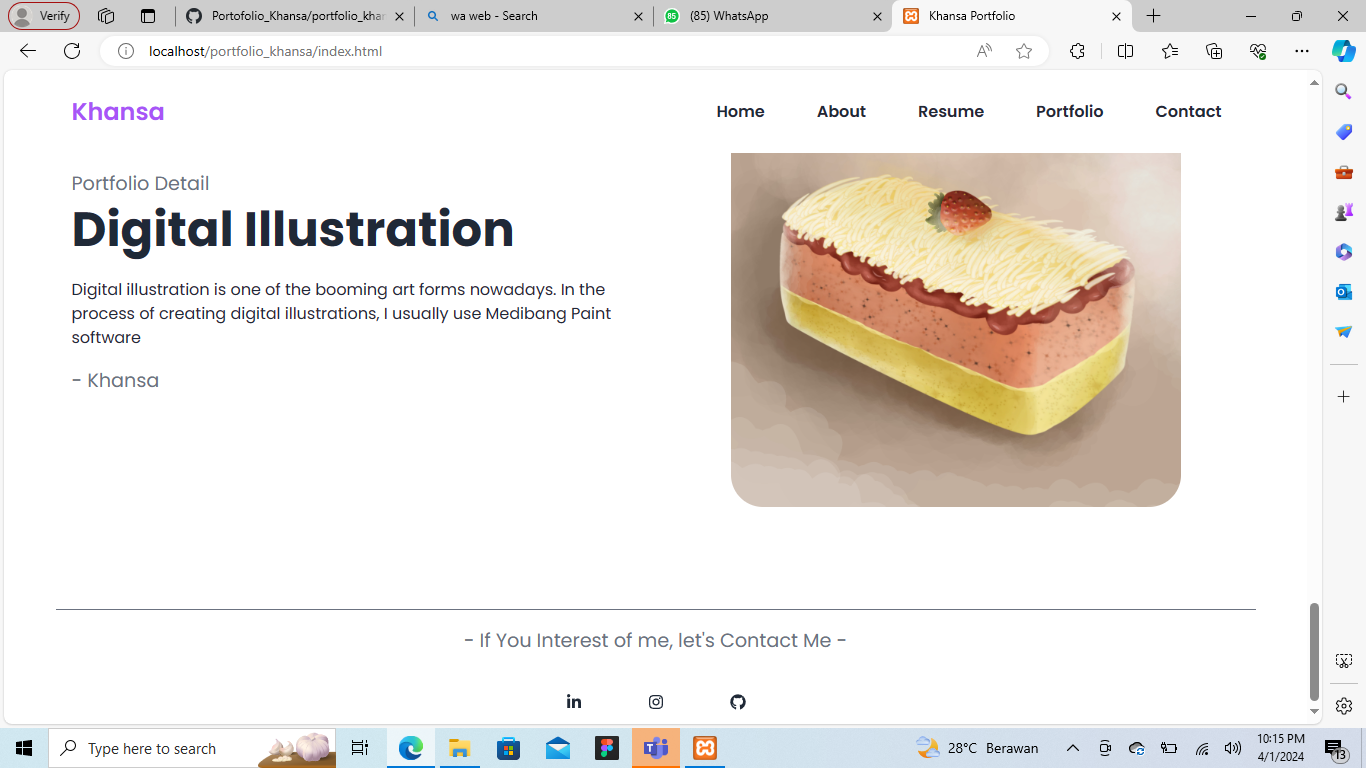 Verify
Portofolio_Khansa/portfolio_khan
wa web - Search
(85) WhatsApp
Khansa Portfolio
localhost/portfolio_khansa/index.html
Khansa
Home
About
Resume
Portfolio
Contact
Portfolio Detail
Digital Illustration
Digital illustration is one of the booming art forms nowadays. In the
process of creating digital illustrations, I usually use Medibang Paint
software
- Khansa
- If You Interest of me, let's Contact Me -
Type here to search
28°C Berawan
10:15 PM
4/1/2024
13